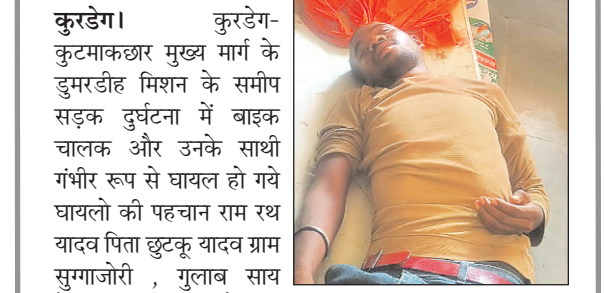 कुरडेग। कुरडेग-
कुटमाकछार मुख्य मार्ग के
डुमरडीह मिशन के समीप
सड़क दुर्घटना में बाइक
चालक और उनके साथी
गंभीर रूप से घायल हो गये
घायलो की पहचान राम रथ
यादव पिता छुटकू यादव ग्राम
सुग्गाजोरी , गुलाब साय